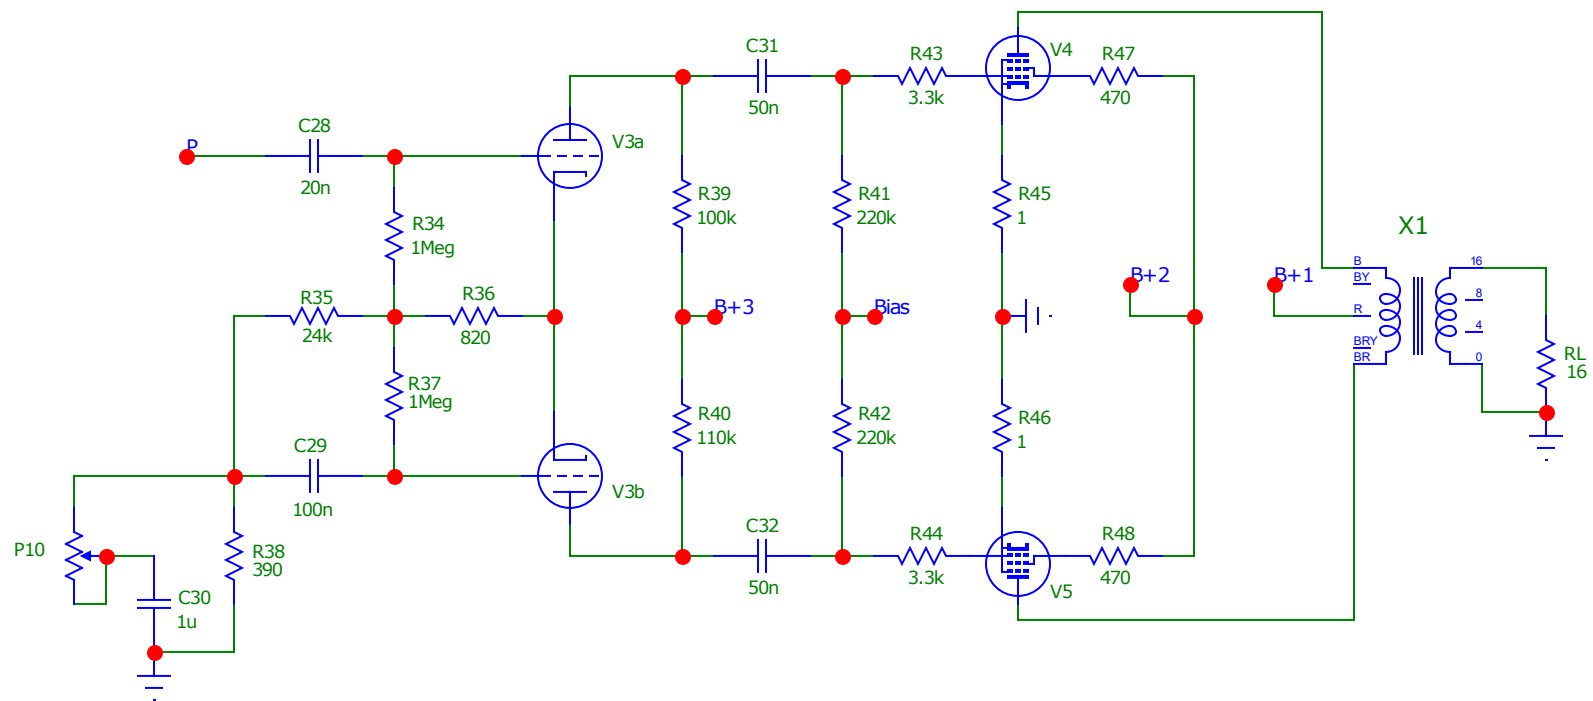 C31
50n
R43
3.3k
V4
R47
470
P
C28
20n
V3a
R34
1Meg
R39
100k
R41
220k
R45
1
X1
R35
24k
R36
820
B+3
Bias
B+2
B+1
B
BY
R
BRY
BR
16
8
4
0
RL
16
R37
1Meg
R40
110k
R42
220k
R46
1
C29
100n
V3b
P10
R38
390
C30
1u
C32
50n
R44
3.3k
V5
R48
470